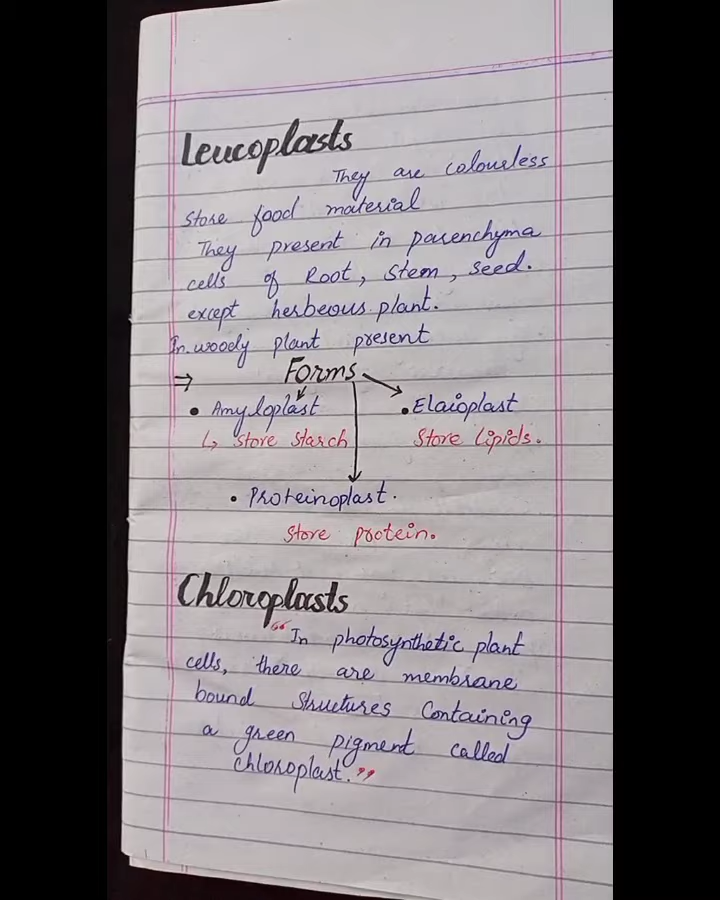 Leucoplasts
They are colourless
store food material
They present in parenchyma
cells of Root, stem, seed.
except herbeous plant.
In woody plant present
⇒ Forms
• Amyloplast
↳ store starch
• Elaioplast
Store Lipids.
• Proteinoplast.
Store protein.
Chloroplasts
"In photosynthetic plant
cells, there are membrane
bound Structures Containing
a green pigment called
chloroplast."